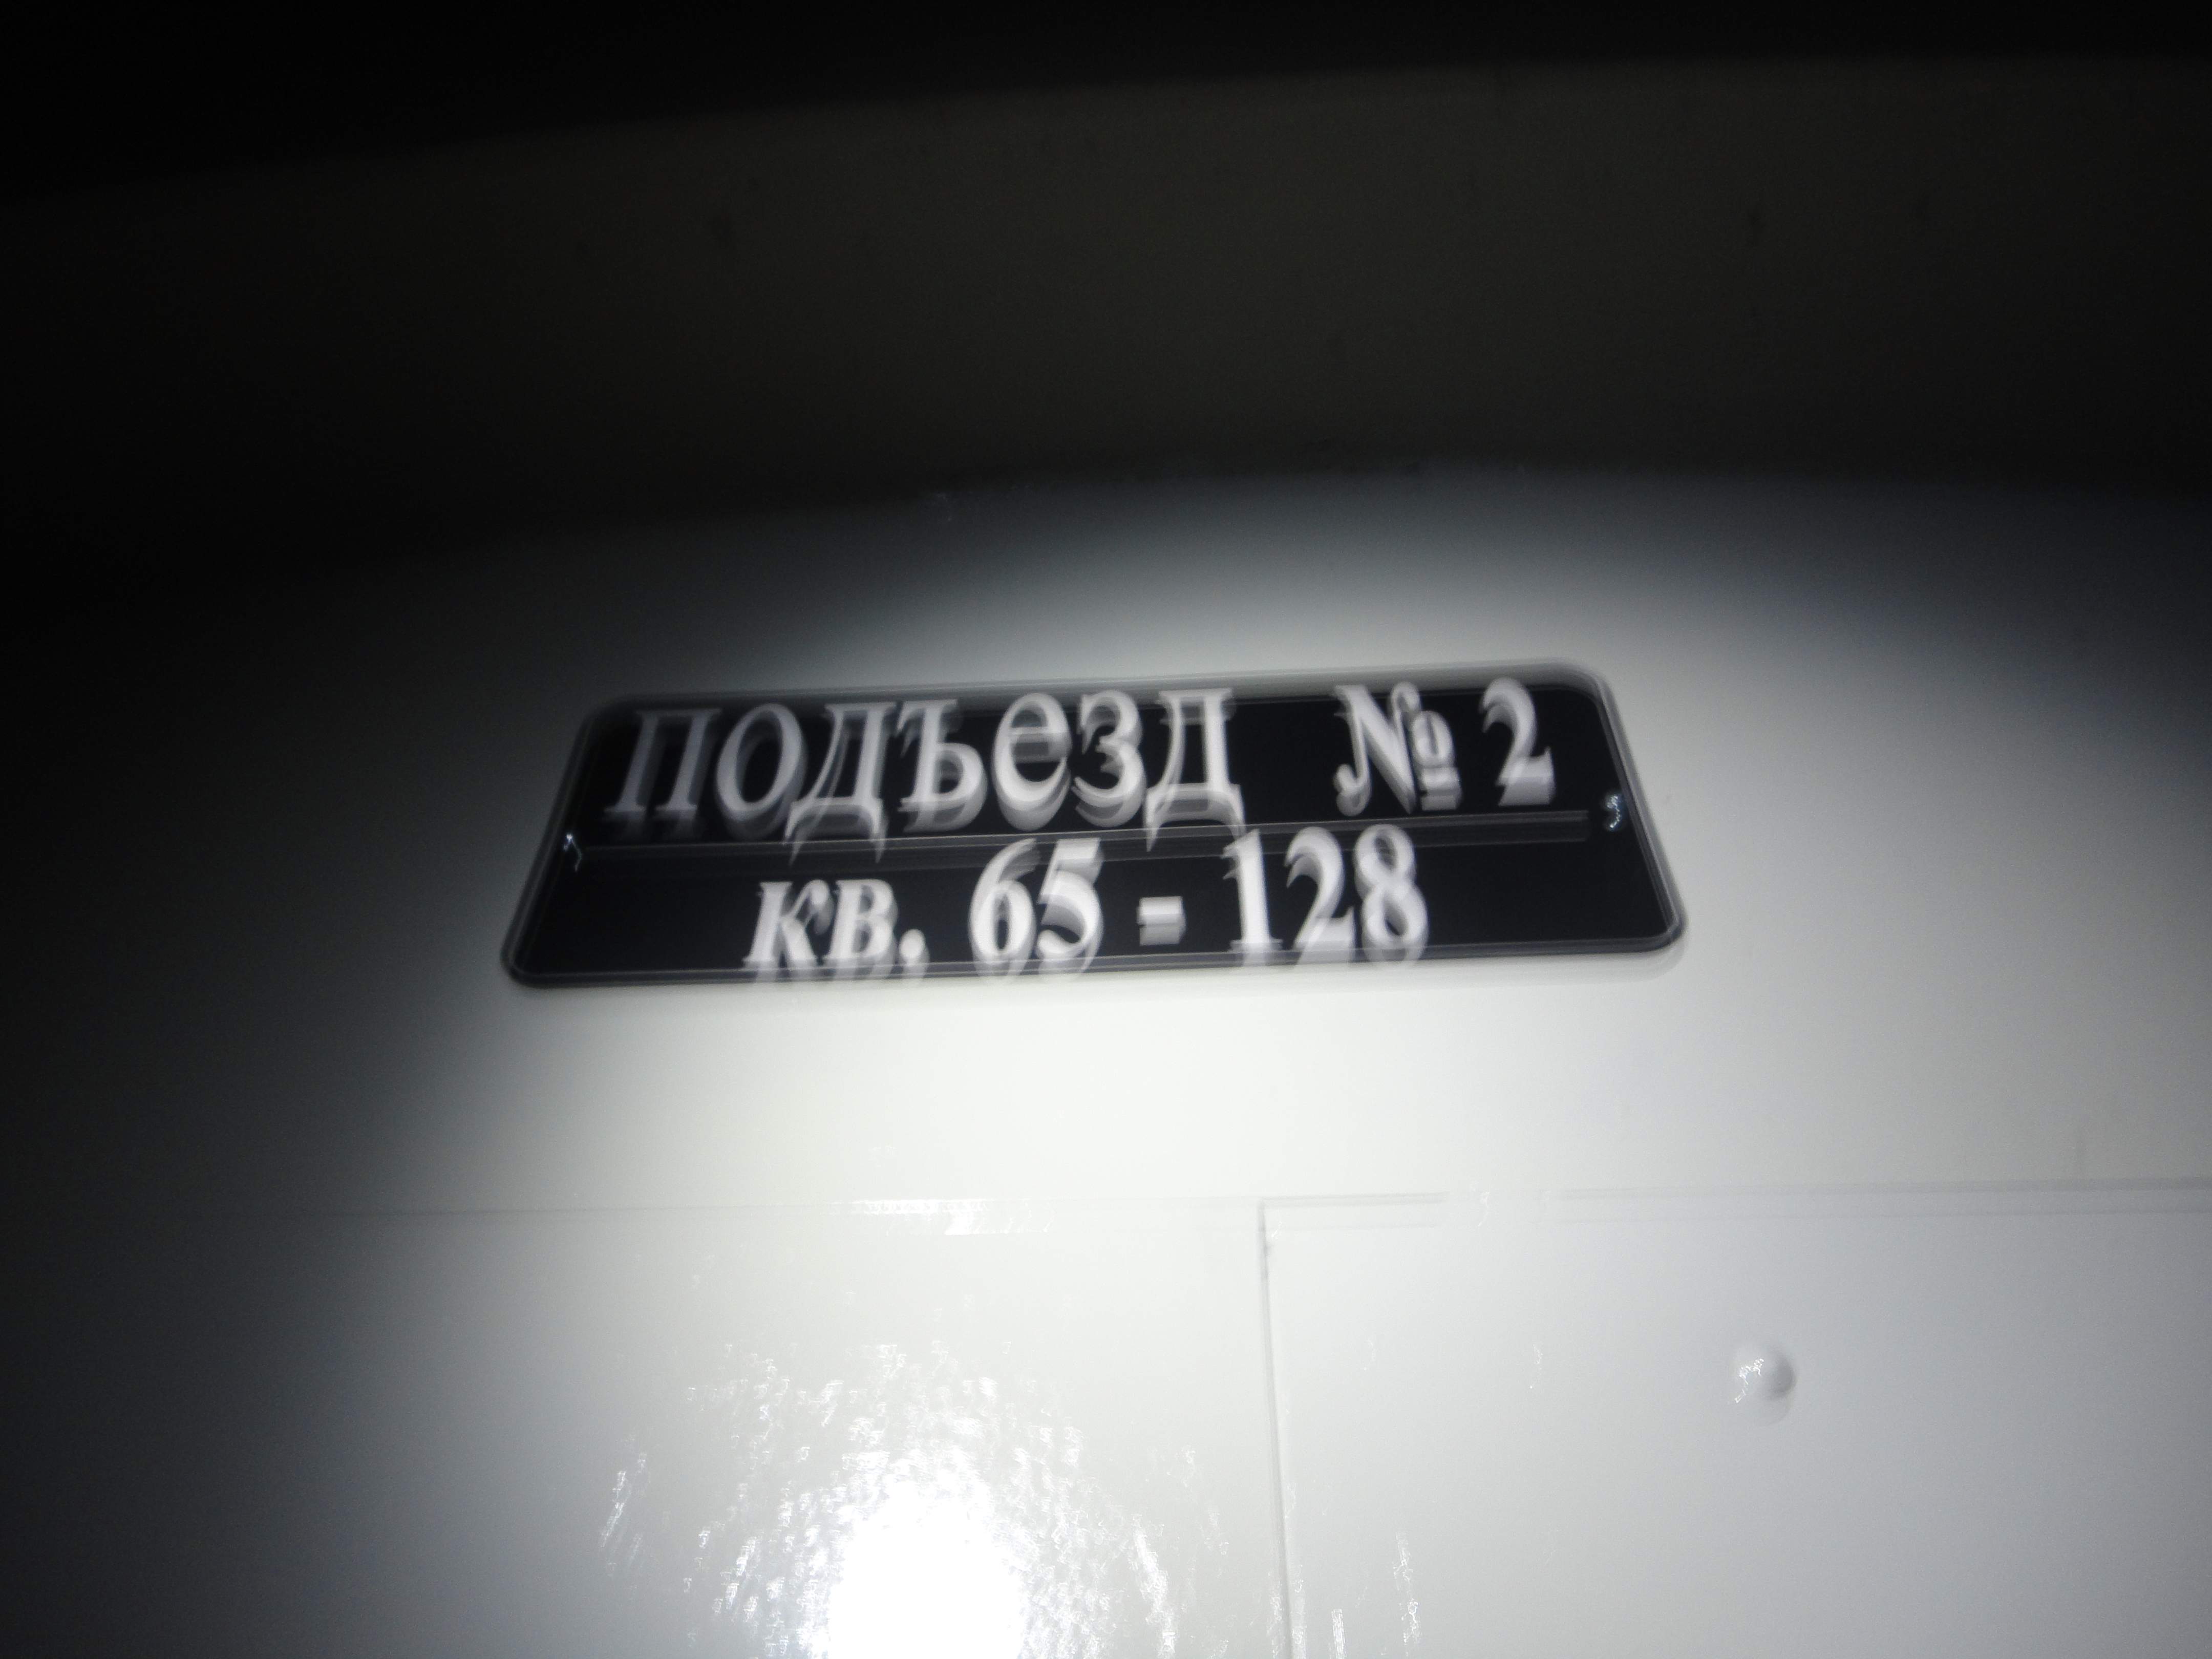 подъезд № 2
кв. 65 - 128